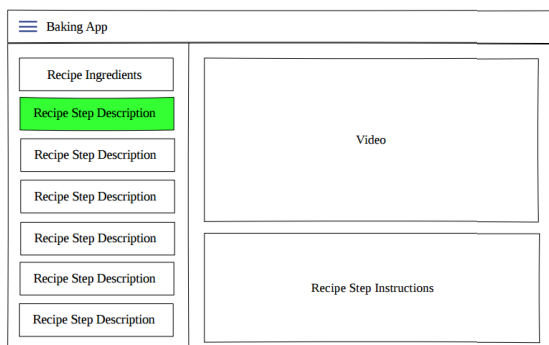 Baking App
Recipe Ingredients
Recipe Step Description
Recipe Step Description
Recipe Step Description
Recipe Step Description
Recipe Step Description
Recipe Step Description
Video
Recipe Step Instructions